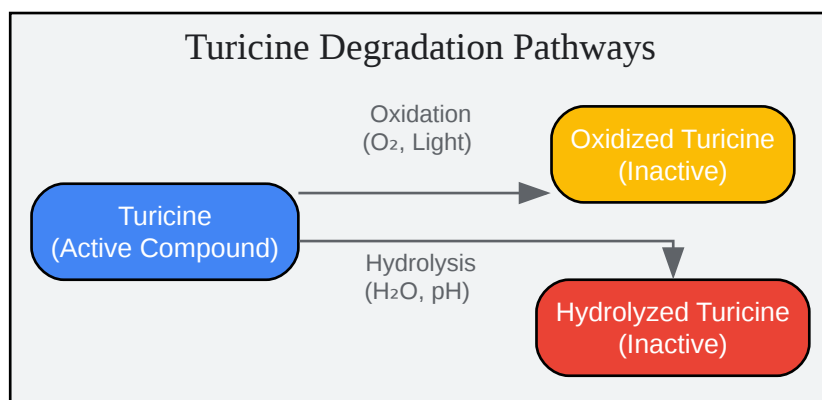 Turicine Degradation Pathways
Oxidation
(O₂, Light)
Oxidized Turicine
(Inactive)
Turicine
(Active Compound)
Hydrolysis
(H₂O, pH)
Hydrolyzed Turicine
(Inactive)